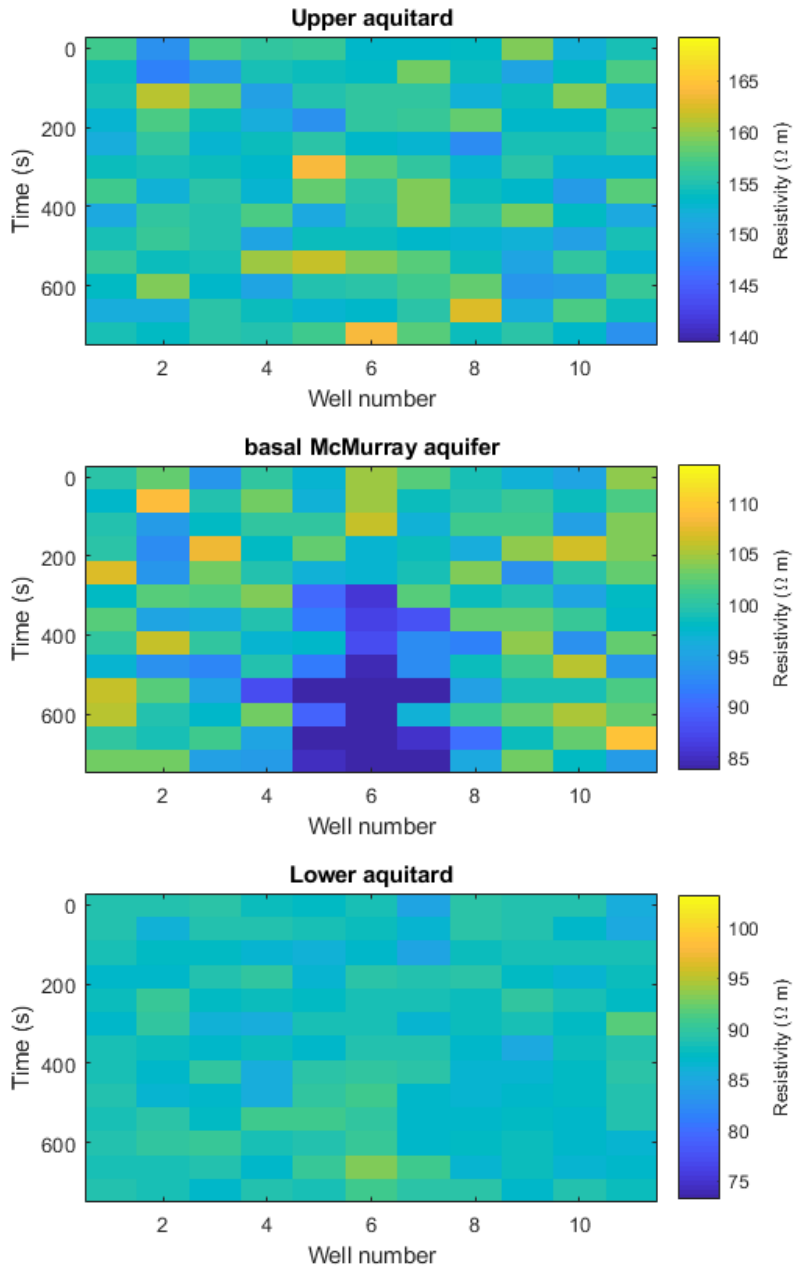 Upper aquitard
0
200
400
600
Time (s)
2 4 6 8 10
Well number
165
160
155
150
145
140
Resistivity (Ω m)
basal McMurray aquifer
0
200
400
600
Time (s)
2 4 6 8 10
Well number
110
105
100
95
90
85
Resistivity (Ω m)
Lower aquitard
0
200
400
600
Time (s)
2 4 6 8 10
Well number
100
95
90
85
80
75
Resistivity (Ω m)